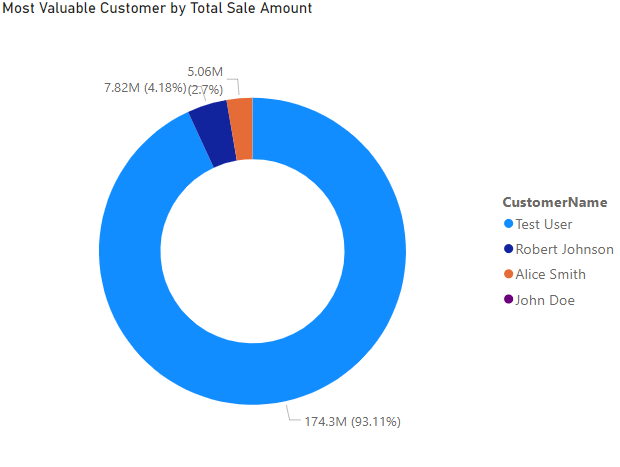 Most Valuable Customer by Total Sale Amount
5.06M
(2.7%)
7.82M (4.18%)
174.3M (93.11%)
CustomerName
Test User
Robert Johnson
Alice Smith
John Doe